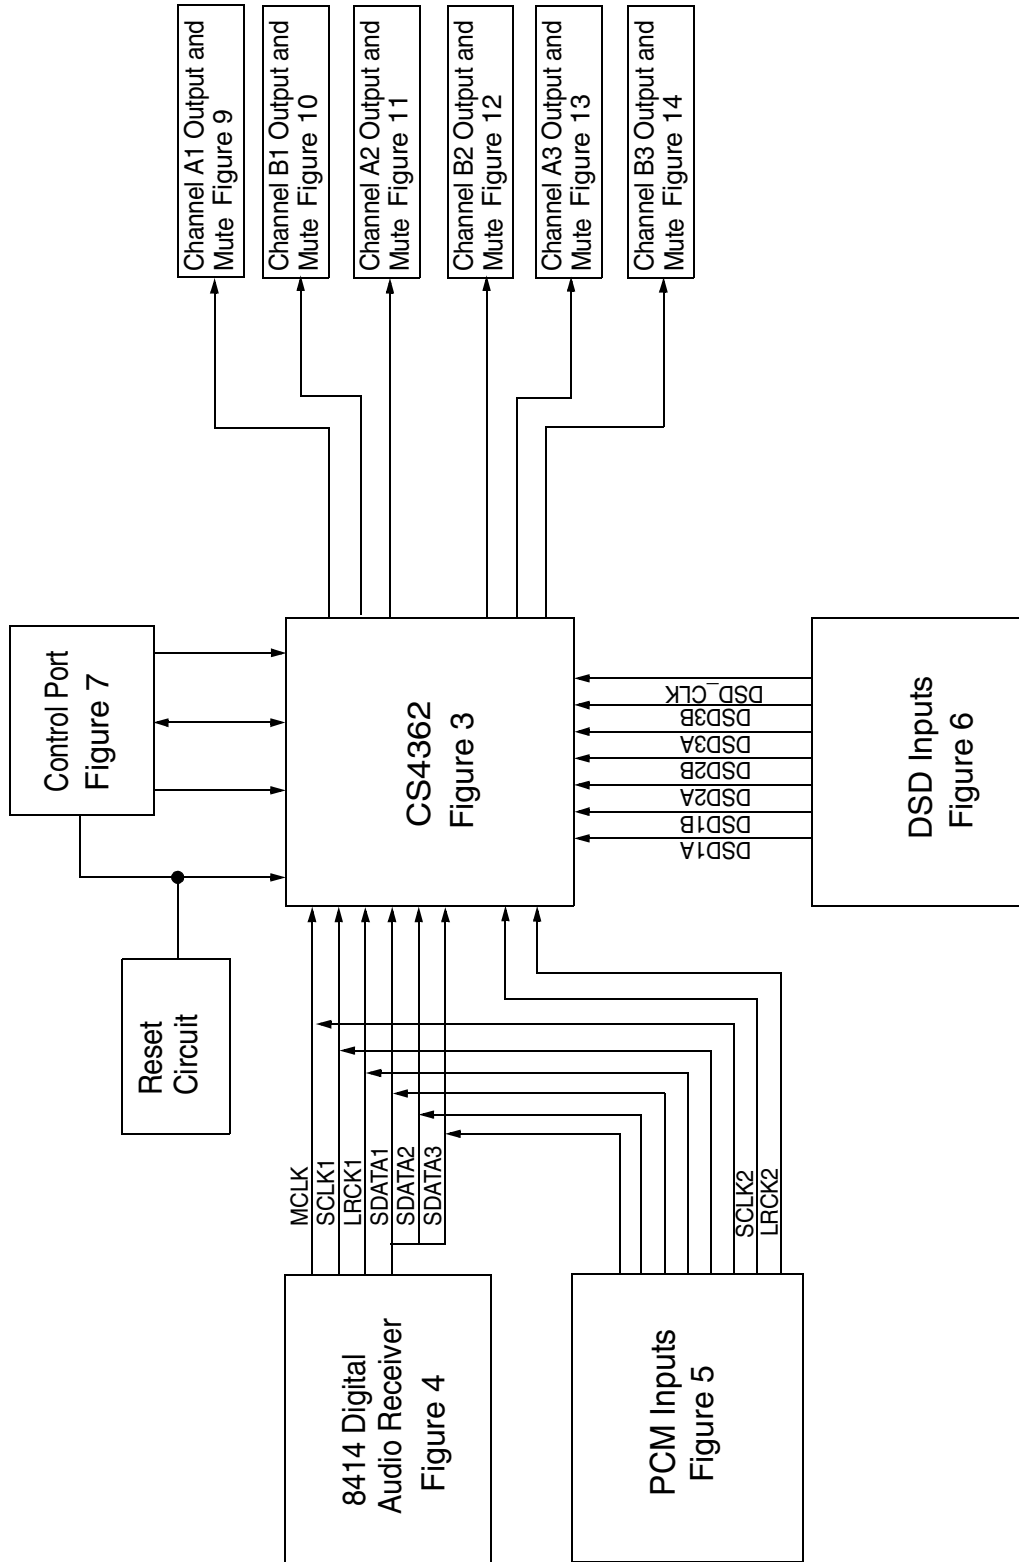 Channel A1 Output and
Mute Figure 9
Channel B1 Output and
Mute Figure 10
Channel A2 Output and
Mute Figure 11
Channel B2 Output and
Mute Figure 12
Channel A3 Output and
Mute Figure 13
Channel B3 Output and
Mute Figure 14
Control Port
Figure 7
CS4362
Figure 3
Reset
Circuit
DSD_CLK
DSD3B
DSD3A
DSD2B
DSD2A
DSD1B
DSD1A
DSD Inputs
Figure 6
MCLK
SCLK1
LRCK1
SDATA1
SDATA2
SDATA3
SCLK2
LRCK2
8414 Digital
Audio Receiver
Figure 4
PCM Inputs
Figure 5